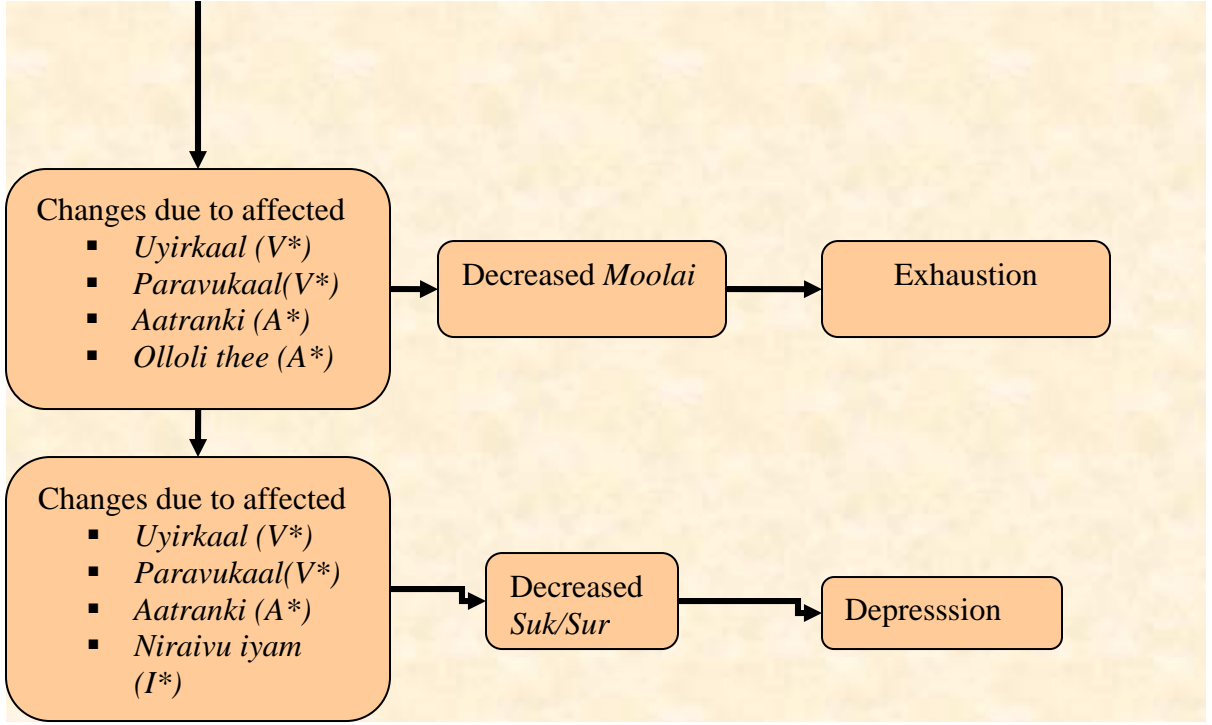 Changes due to affected
▪ Uyirkaal (V*)
▪ Paravukaal(V*)
▪ Aatranki (A*)
▪ Olloli thee (A*)
Decreased Moolai
Exhaustion
Changes due to affected
▪ Uyirkaal (V*)
▪ Paravukaal(V*)
▪ Aatranki (A*)
▪ Niraivu iyam
(I*)
Decreased
Suk/Sur
Depresssion